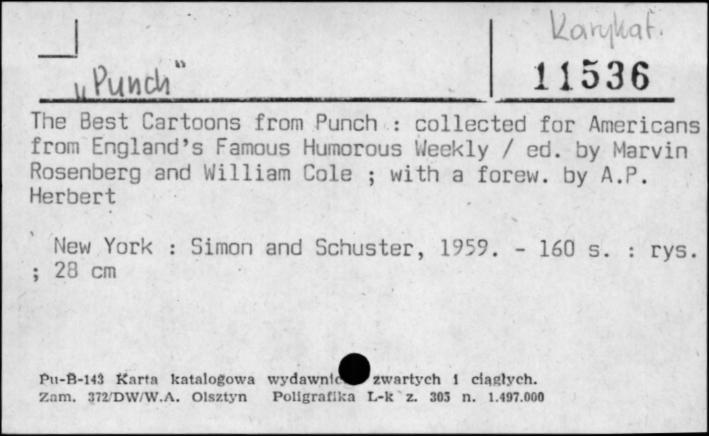 Karykat.
„Punch"
11536
The Best Cartoons from Punch : collected for Americans
from England's Famous Humorous Weekly / ed. by Marvin
Rosenberg and William Cole ; with a forew. by A.P.
Herbert
New York : Simon and Schuster, 1959. - 160 s. : rys.
; 28 cm
Pu-B-143 Karta katalogowa zwartych i ciągłych.
Zam. 372/DW/W.A. Olsztyn Poligrafika L-k z. 303 n. 1.497.000